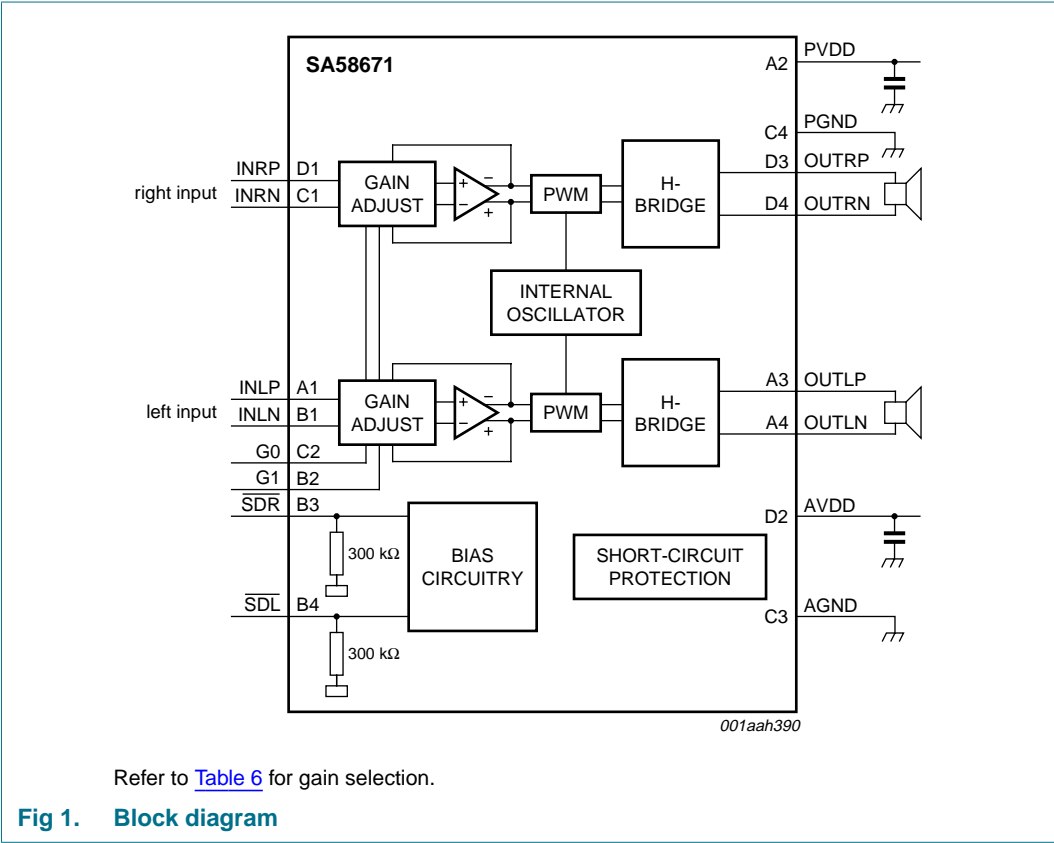 SA58671
A2 PVDD
C4 PGND
INRP D1
right input
INRN C1
GAIN
ADJUST
+ −
− +
PWM
H-
BRIDGE
D3 OUTRP
D4 OUTRN
INTERNAL
OSCILLATOR
INLP A1
left input
INLN B1
GAIN
ADJUST
+ −
− +
PWM
H-
BRIDGE
A3 OUTLP
A4 OUTLN
G0 C2
G1 B2
SDR B3
300 kΩ
BIAS
CIRCUITRY
SHORT-CIRCUIT
PROTECTION
D2 AVDD
SDL B4
300 kΩ
C3 AGND
001aah390
Refer to Table 6 for gain selection.
Fig 1. Block diagram